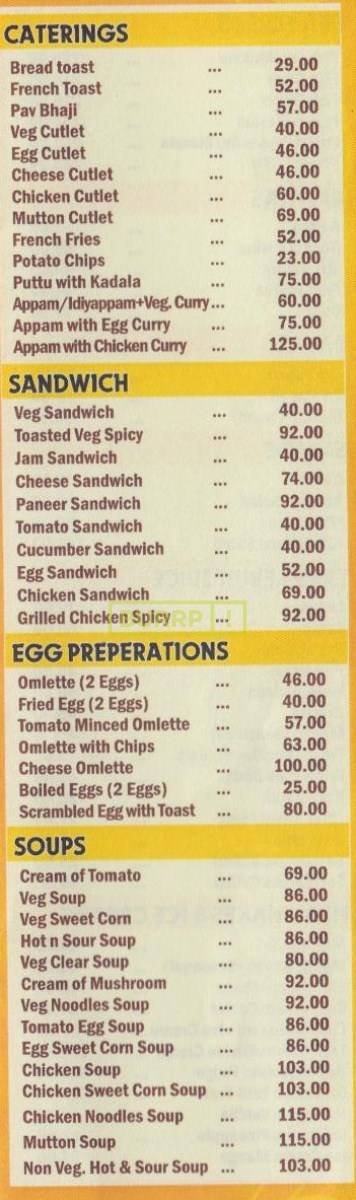 CATERINGS
Bread toast ... 29.00
French Toast ... 52.00
Pav Bhaji ... 57.00
Veg Cutlet ... 40.00
Egg Cutlet ... 46.00
Cheese Cutlet ... 46.00
Chicken Cutlet ... 60.00
Mutton Cutlet ... 69.00
French Fries ... 52.00
Potato Chips ... 23.00
Puttu with Kadala ... 75.00
Appam/Idiyappam+Veg. Curry... 60.00
Appam with Egg Curry ... 75.00
Appam with Chicken Curry ... 125.00
SANDWICH
Veg Sandwich ... 40.00
Toasted Veg Spicy ... 92.00
Jam Sandwich ... 40.00
Cheese Sandwich ... 74.00
Paneer Sandwich ... 92.00
Tomato Sandwich ... 40.00
Cucumber Sandwich ... 40.00
Egg Sandwich ... 52.00
Chicken Sandwich ... 69.00
Grilled Chicken Spicy ... 92.00
EGG PREPERATIONS
Omlette (2 Eggs) ... 46.00
Fried Egg (2 Eggs) ... 40.00
Tomato Minced Omlette ... 57.00
Omlette with Chips ... 63.00
Cheese Omlette ... 100.00
Boiled Eggs (2 Eggs) ... 25.00
Scrambled Egg with Toast ... 80.00
SOUPS
Cream of Tomato ... 69.00
Veg Soup ... 86.00
Veg Sweet Corn ... 86.00
Hot n Sour Soup ... 86.00
Veg Clear Soup ... 80.00
Cream of Mushroom ... 92.00
Veg Noodles Soup ... 92.00
Tomato Egg Soup ... 86.00
Egg Sweet Corn Soup ... 86.00
Chicken Soup ... 103.00
Chicken Sweet Corn Soup ... 103.00
Chicken Noodles Soup ... 115.00
Mutton Soup ... 115.00
Non Veg. Hot & Sour Soup ... 103.00